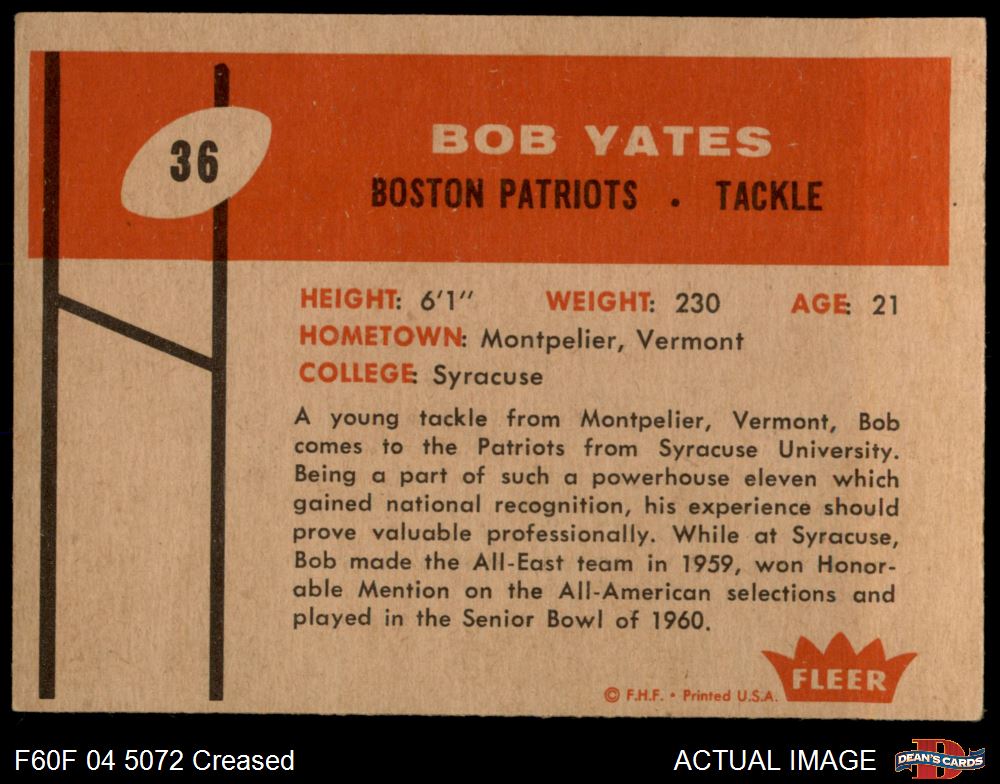 36
BOB YATES
BOSTON PATRIOTS . TACKLE
HEIGHT: 6'1" WEIGHT: 230 AGE: 21
HOMETOWN: Montpelier, Vermont
COLLEGE: Syracuse
A young tackle from Montpelier, Vermont, Bob
comes to the Patriots from Syracuse University.
Being a part of such a powerhouse eleven which
gained national recognition, his experience should
prove valuable professionally. While at Syracuse,
Bob made the All-East team in 1959, won Honor-
able Mention on the All-American selections and
played in the Senior Bowl of 1960.
FLEER
© F.H.F. • Printed U.S.A.
F60F 04 5072 Creased
ACTUAL IMAGE
D
DEAN'S CARDS